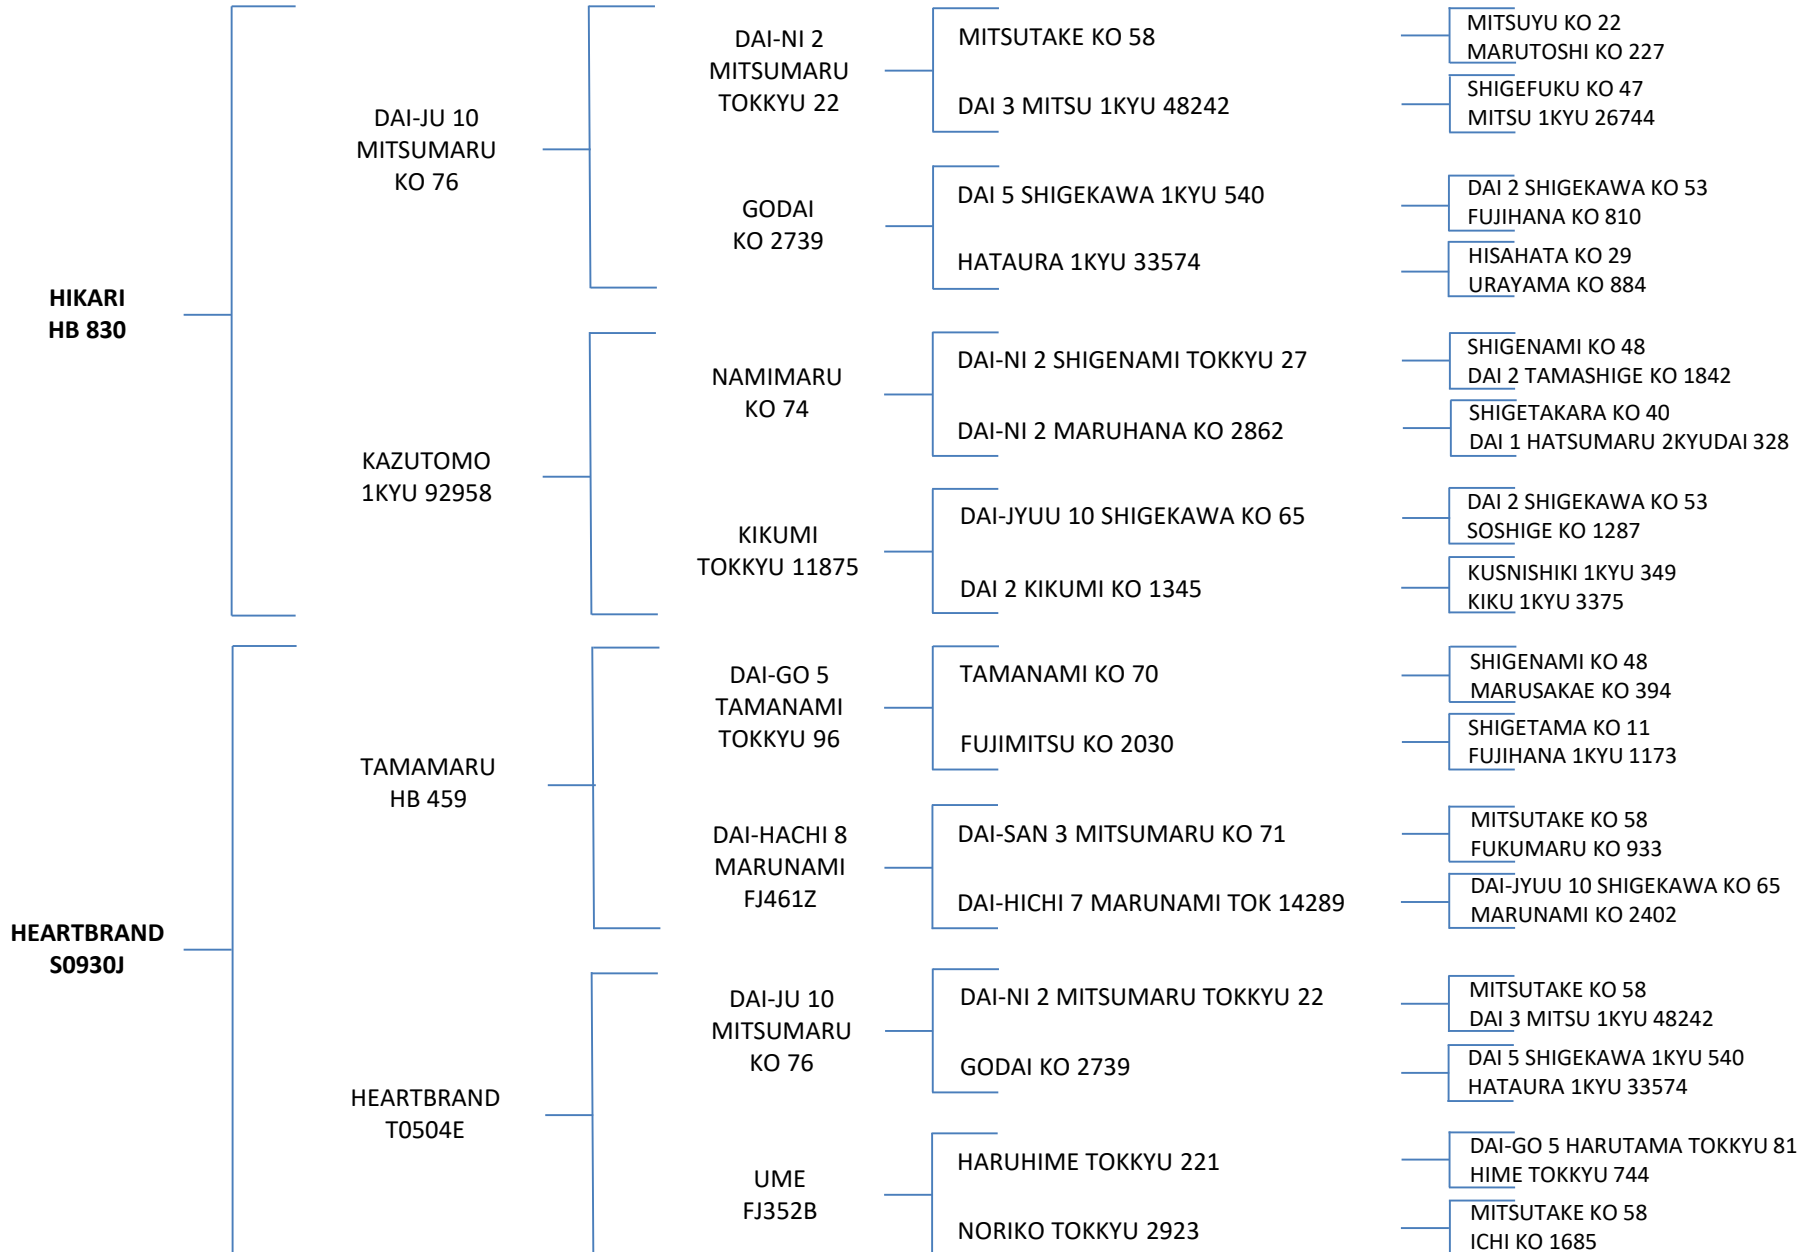 HIKARI
HB 830
DAI-JU 10
MITSUMARU
KO 76
DAI-NI 2
MITSUMARU
TOKKYU 22
MITSUTAKE KO 58
MITSUYU KO 22
MARUTOSHI KO 227
DAI 3 MITSU 1KYU 48242
SHIGEFUKU KO 47
MITSU 1KYU 26744
GODAI
KO 2739
DAI 5 SHIGEKAWA 1KYU 540
DAI 2 SHIGEKAWA KO 53
FUJIHANA KO 810
HATAURA 1KYU 33574
HISAHATA KO 29
URAYAMA KO 884
KAZUTOMO
1KYU 92958
NAMIMARU
KO 74
DAI-NI 2 SHIGENAMI TOKKYU 27
SHIGENAMI KO 48
DAI 2 TAMASHIGE KO 1842
DAI-NI 2 MARUHANA KO 2862
SHIGETAKARA KO 40
DAI 1 HATSUMARU 2KYUDAI 328
KIKUMI
TOKKYU 11875
DAI-JYUU 10 SHIGEKAWA KO 65
DAI 2 SHIGEKAWA KO 53
SOSHIGE KO 1287
DAI 2 KIKUMI KO 1345
KUSNISHIKI 1KYU 349
KIKU 1KYU 3375
HEARTBRAND
S0930J
TAMAMARU
HB 459
DAI-GO 5
TAMANAMI
TOKKYU 96
TAMANAMI KO 70
SHIGENAMI KO 48
MARUSAKAE KO 394
FUJIMITSU KO 2030
SHIGETAMA KO 11
FUJIHANA 1KYU 1173
DAI-HACHI 8
MARUNAMI
FJ461Z
DAI-SAN 3 MITSUMARU KO 71
MITSUTAKE KO 58
FUKUMARU KO 933
DAI-HICHI 7 MARUNAMI TOK 14289
DAI-JYUU 10 SHIGEKAWA KO 65
MARUNAMI KO 2402
HEARTBRAND
T0504E
DAI-JU 10
MITSUMARU
KO 76
DAI-NI 2 MITSUMARU TOKKYU 22
MITSUTAKE KO 58
DAI 3 MITSU 1KYU 48242
GODAI KO 2739
DAI 5 SHIGEKAWA 1KYU 540
HATAURA 1KYU 33574
UME
FJ352B
HARUHIME TOKKYU 221
DAI-GO 5 HARUTAMA TOKKYU 81
HIME TOKKYU 744
NORIKO TOKKYU 2923
MITSUTAKE KO 58
ICHI KO 1685